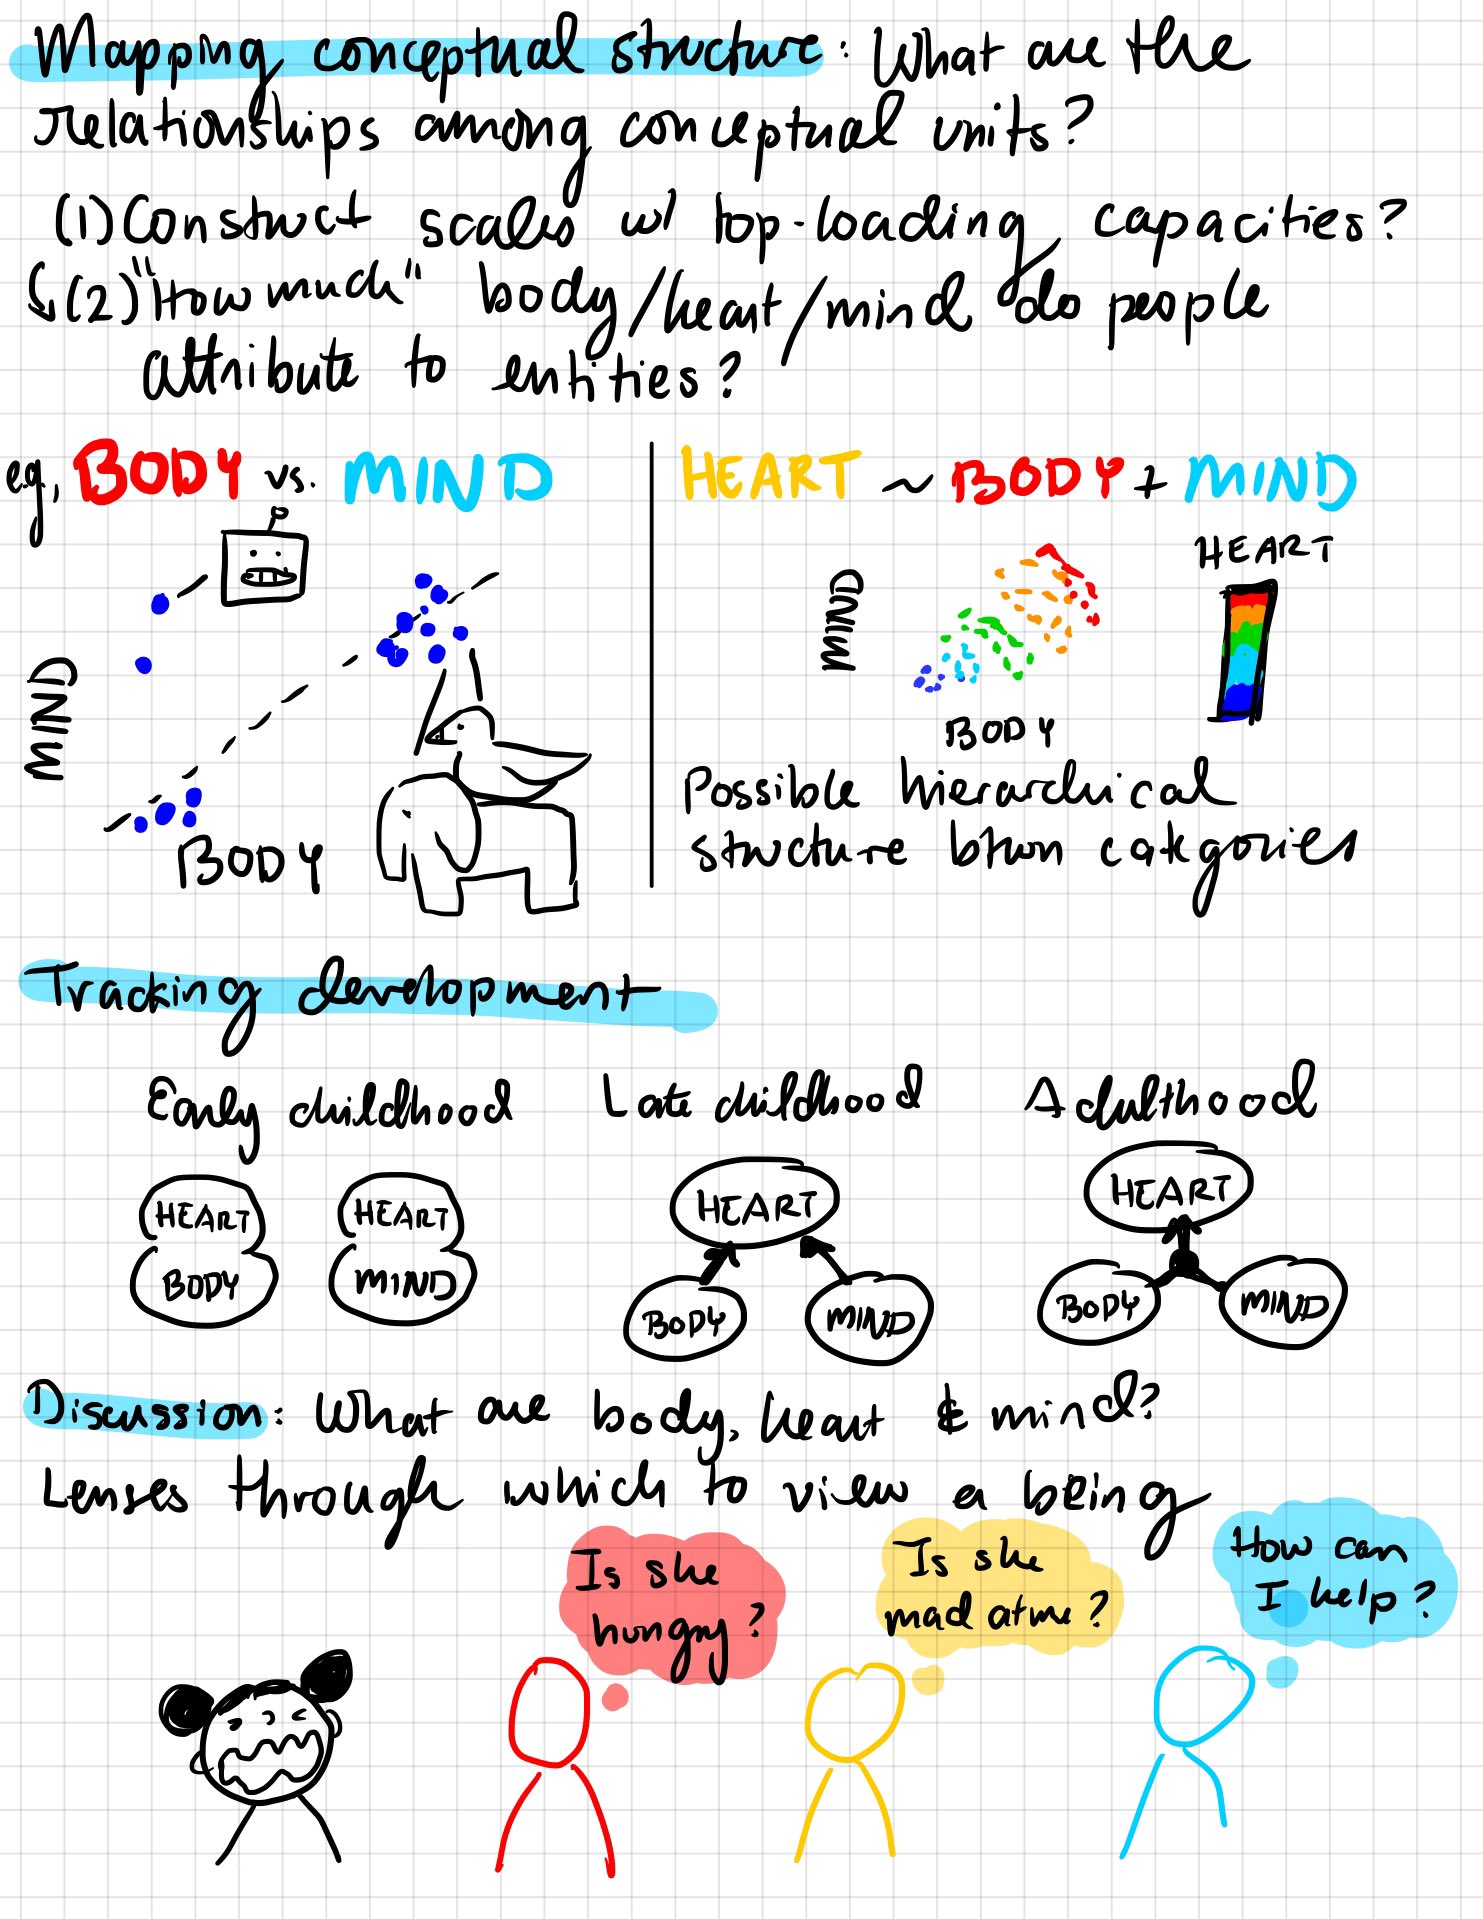 Mapping conceptual structure: What are the
relationships among conceptual units?
(1) Construct scales w/ top-loading capacities?
↳(2) "How much" body/heart/mind do people
attribute to entities?
e.g, BODY vs. MIND
MIND
BODY
HEART ~ BODY + MIND
HEART
MIND
BODY
Possible hierarchical
structure btwn categories
Tracking development
Early childhood
HEART
BODY
HEART
MIND
Late childhood
HEART
BODY
MIND
Adulthood
HEART
BODY
MIND
Discussion: What are body, heart & mind?
Lenses through which to view a being
Is she
hungry?
Is she
mad at me?
How can
I help?